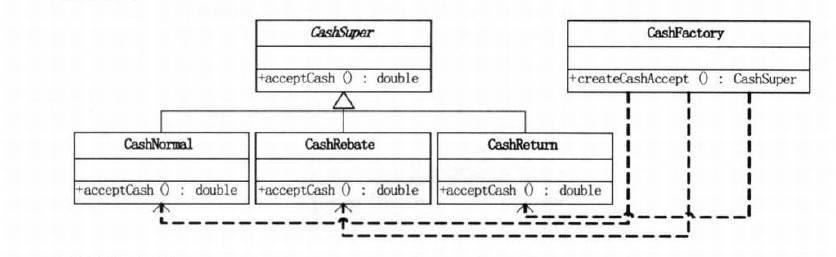 CashSuper
+acceptCash () : double
CashFactory
+createCashAccept () : CashSuper
CashNormal
+acceptCash () : double
CashRebate
+acceptCash () : double
CashReturn
+acceptCash () : double